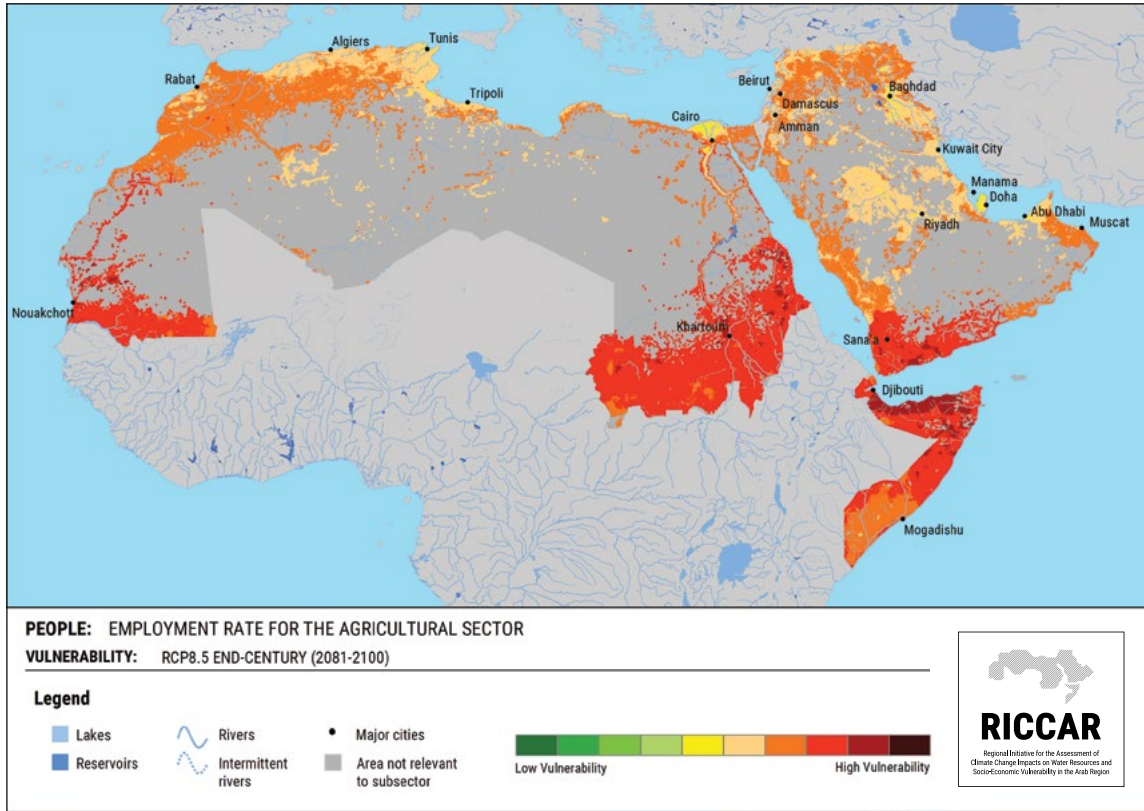 Algiers
Tunis
Rabat
Tripoli
Beirut
Baghdad
Damascus
Cairo
Amman
Kuwait City
Manama
Doha
Abu Dhabi
Riyadh
Muscat
Nouakchott
Khartoum
Sana'a
Djibouti
Mogadishu
PEOPLE: EMPLOYMENT RATE FOR THE AGRICULTURAL SECTOR
VULNERABILITY: RCP8.5 END-CENTURY (2081-2100)
Legend
Lakes
Reservoirs
Rivers
Intermittent
rivers
Major cities
Area not relevant
to subsector
Low Vulnerability
High Vulnerability
RICCAR
Regional Initiative for the Assessment of
Climate Change Impacts on Water Resources and
Socio-Economic Vulnerability in the Arab Region